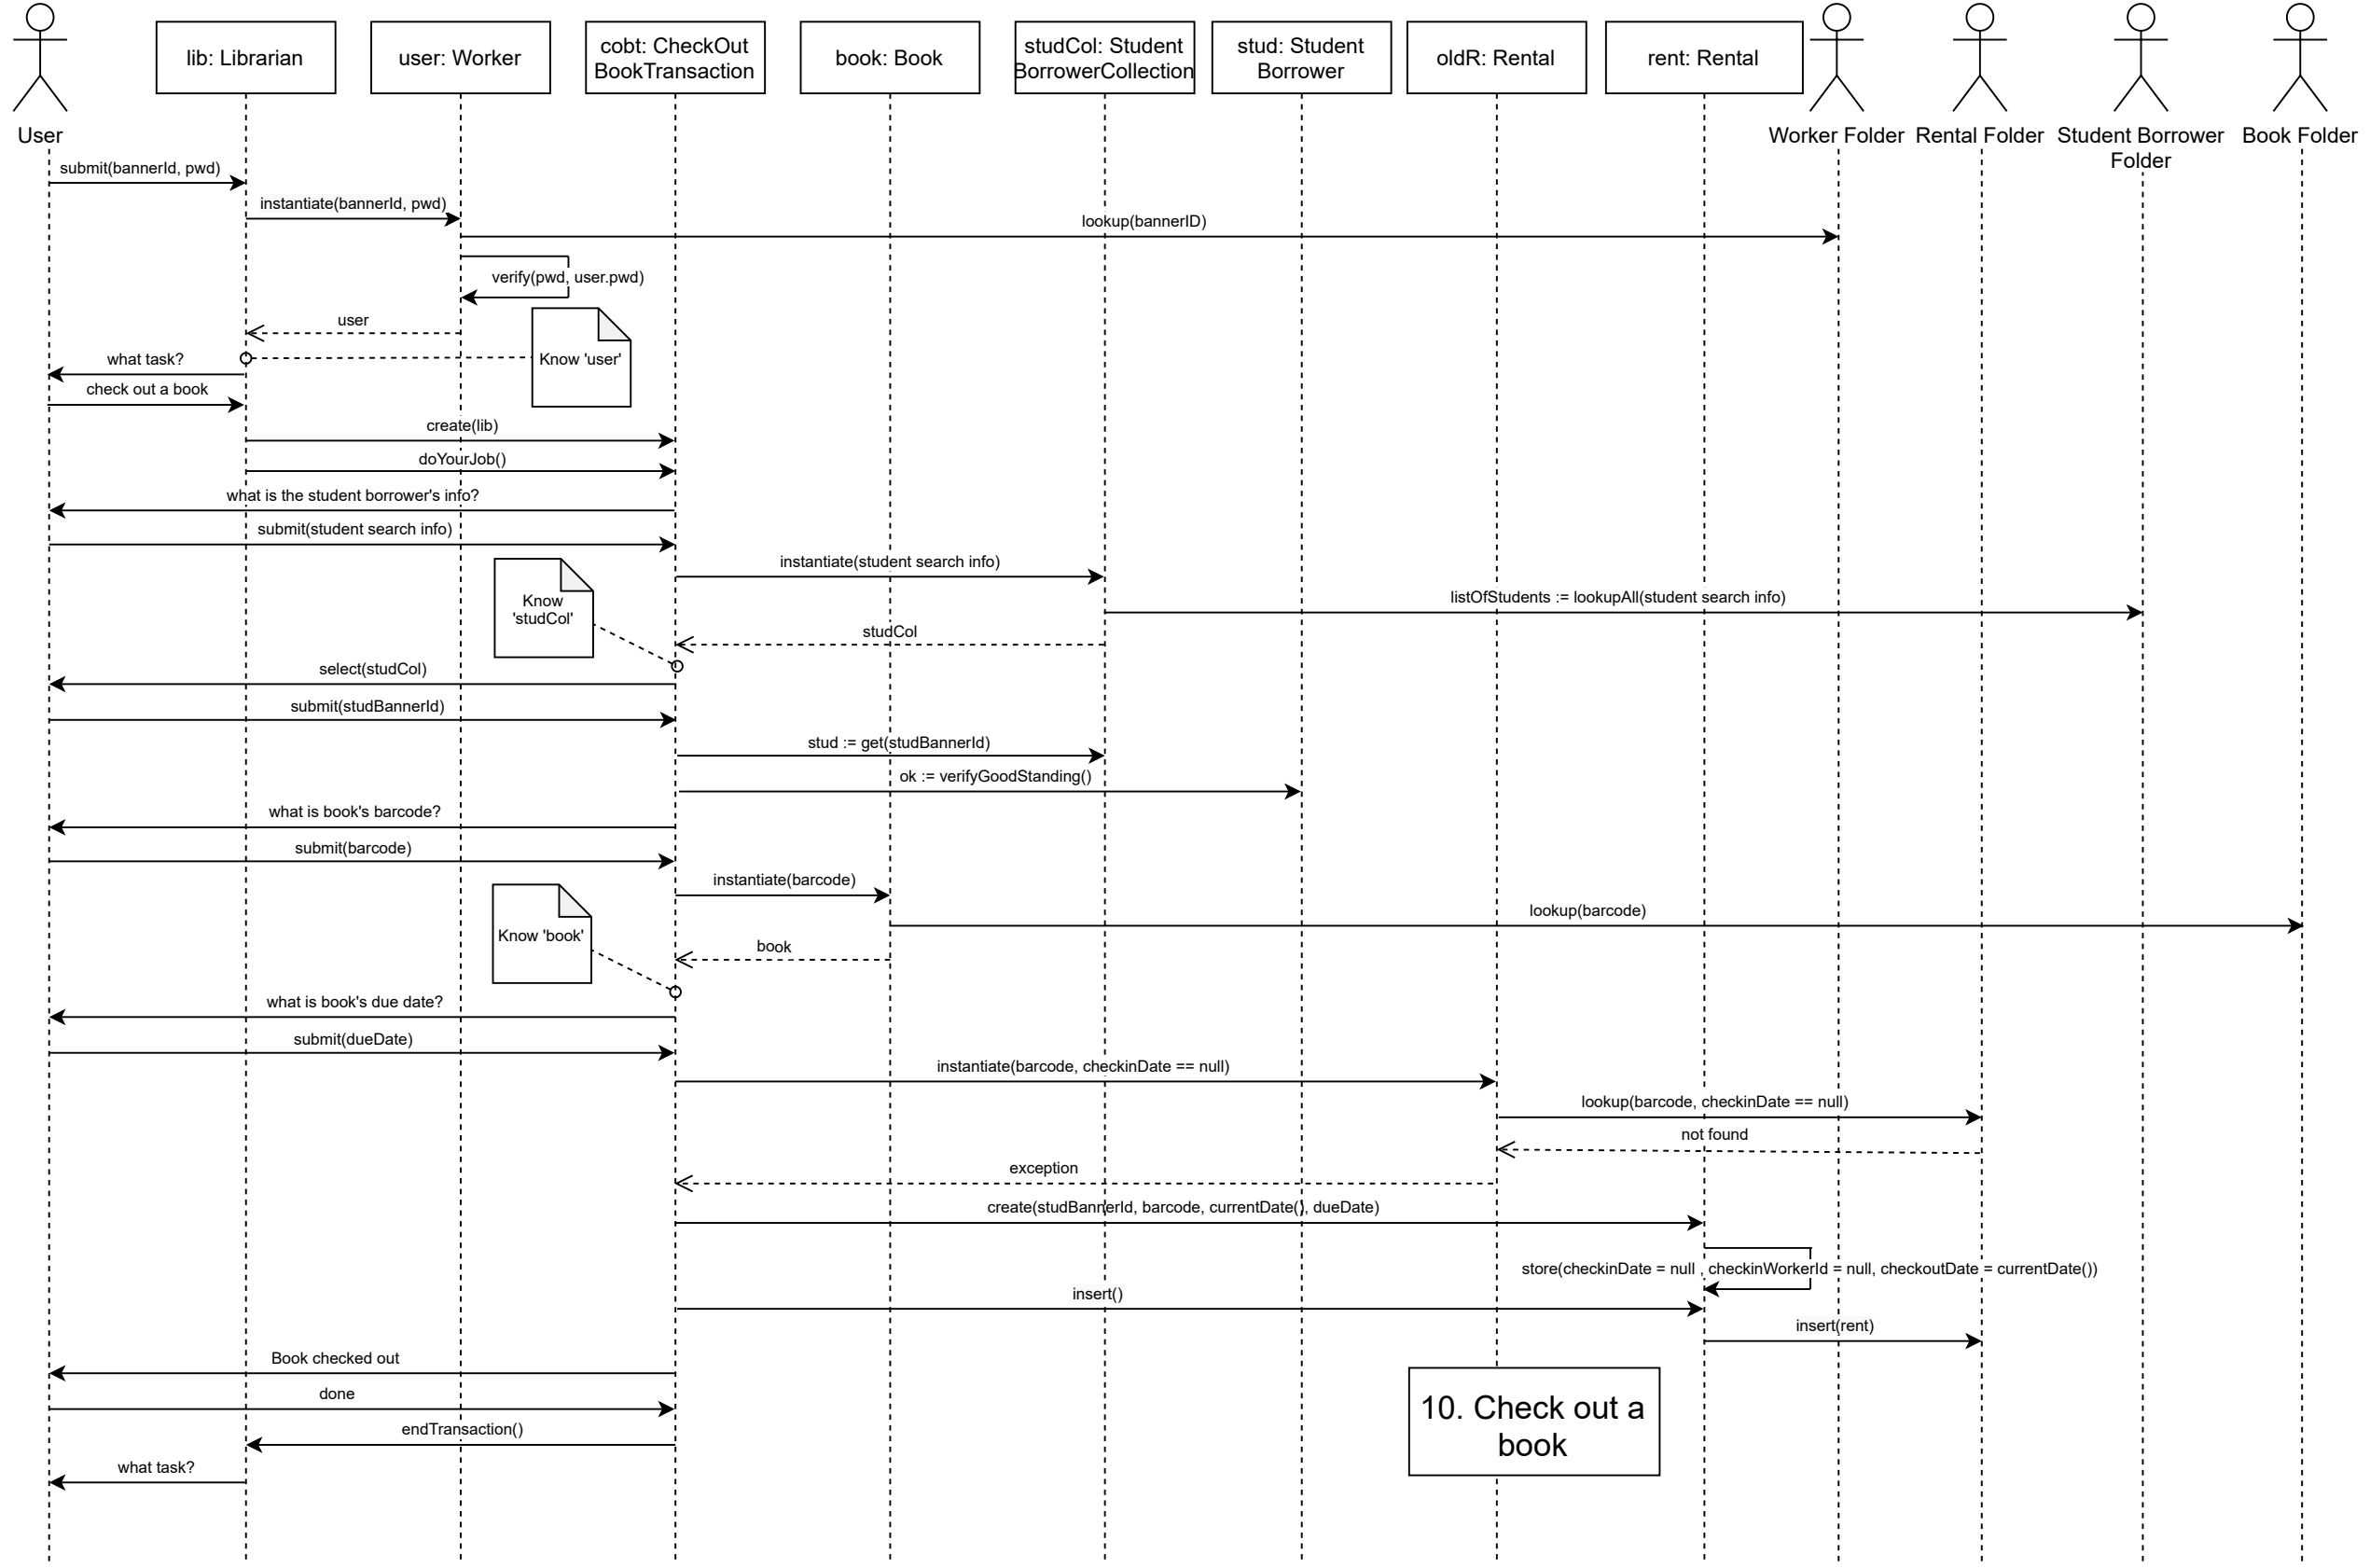 lib: Librarian
user: Worker
cobt: CheckOut
BookTransaction
book: Book
studCol: Student
BorrowerCollection
stud: Student
Borrower
oldR: Rental
rent: Rental
User
Worker Folder
Rental Folder
Student Borrower
Folder
Book Folder
submit(bannerId, pwd)
instantiate(bannerId, pwd)
lookup(bannerID)
verify(pwd, user.pwd)
user
Know 'user'
what task?
check out a book
create(lib)
doYourJob()
what is the student borrower's info?
submit(student search info)
instantiate(student search info)
listOfStudents := lookupAll(student search info)
Know
'studCol'
studCol
select(studCol)
submit(studBannerId)
stud := get(studBannerId)
ok := verifyGoodStanding()
what is book's barcode?
submit(barcode)
instantiate(barcode)
lookup(barcode)
Know 'book'
book
what is book's due date?
submit(dueDate)
instantiate(barcode, checkinDate == null)
lookup(barcode, checkinDate == null)
not found
exception
create(studBannerId, barcode, currentDate(), dueDate)
store(checkinDate = null , checkinWorkerId = null, checkoutDate = currentDate())
insert()
insert(rent)
Book checked out
done
endTransaction()
what task?
10. Check out a
book